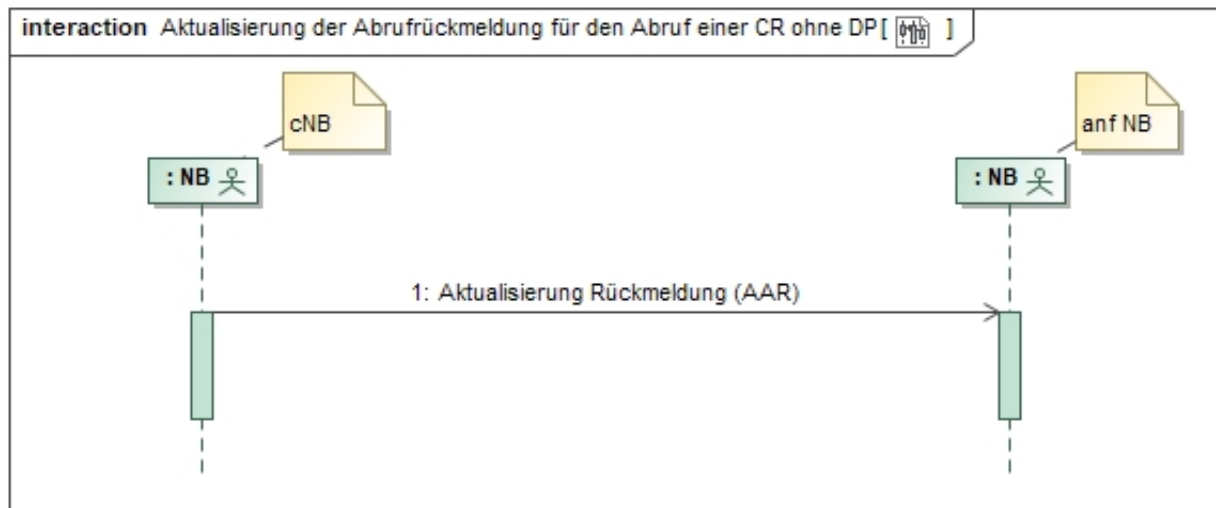 interaction Aktualisierung der Abrufrückmeldung für den Abruf einer CR ohne DP[ ]
cNB
anf NB
: NB
: NB
1: Aktualisierung Rückmeldung (AAR)